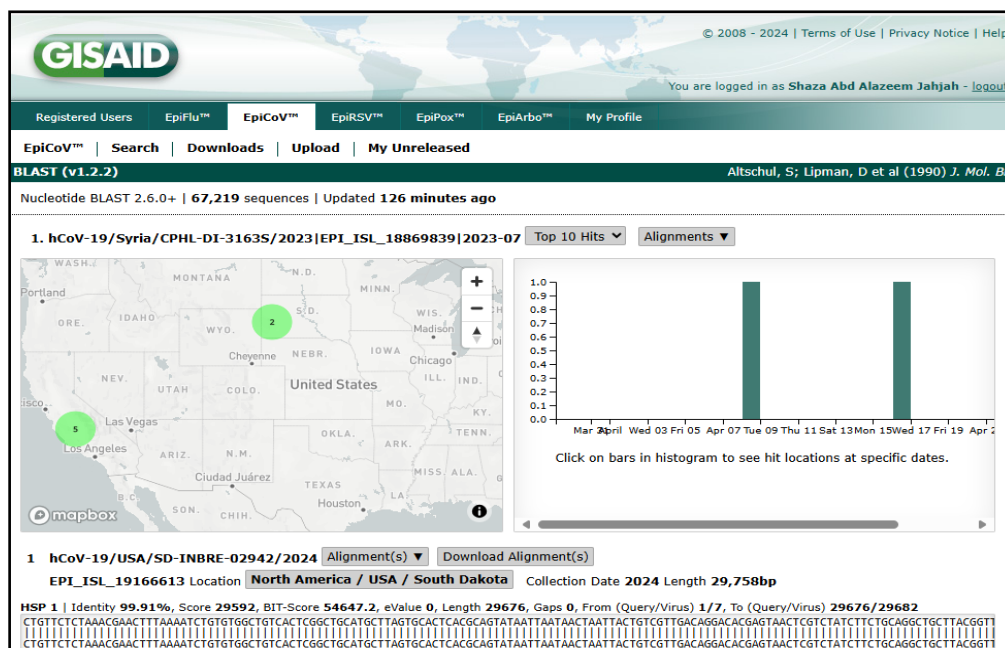 GISAID
© 2008 - 2024 | Terms of Use | Privacy Notice | Help
You are logged in as Shaza Abd Alazeem Jahjah - logout
Registered Users EpiFlu™ EpiCoV™ EpiRSV™ EpiPox™ EpiArbo™ My Profile
EpiCoV™ | Search | Downloads | Upload | My Unreleased
BLAST (v1.2.2) Altschul, S; Lipman, D et al (1990) J. Mol. B
Nucleotide BLAST 2.6.0+ | 67,219 sequences | Updated 126 minutes ago
1. hCoV-19/Syria/CPHL-DI-3163S/2023|EPI_ISL_18869839|2023-07 Top 10 Hits Alignments ▼
WASH.
MONTANA
N.D.
MINN.
Portland
ORE.
IDAHO
WYO.
2
S.D.
WIS.
Madison
Cheyenne
NEBR.
IOWA
Chicago
NEV.
UTAH
COLO.
United States
ILL.
IND.
isco
MO.
KY.
5
Las Vegas
Los Angeles
ARIZ.
N.M.
OKLA.
ARK.
TENN.
MISS.
ALA.
Ciudad Juárez
TEXAS
LA.
Houston
B.C.
SON.
CHIH.
mapbox
1.0
0.9
0.8
0.7
0.6
0.5
0.4
0.3
0.2
0.1
0.0
April Wed 03 Fri 05 Apr 07 Tue 09 Thu 11 Sat 13 Mon 15 Wed 17 Fri 19 Apr 2
Click on bars in histogram to see hit locations at specific dates.
1 hCoV-19/USA/SD-INBRE-02942/2024 Alignment(s) ▼ Download Alignment(s)
EPI_ISL_19166613 Location North America / USA / South Dakota Collection Date 2024 Length 29,758bp
HSP 1 | Identity 99.91%, Score 29592, BIT-Score 54647.2, eValue 0, Length 29676, Gaps 0, From (Query/Virus) 1/7, To (Query/Virus) 29676/29682
CTGTTCTCTAAACGAACTTTAAAATCTGTGTGGCTGTCACTCGGCTGCATGCTTAGTGCACTCACGCAGTATAATTAATAACTAATTACTGTCGTTGACAGGACACGAGTAACTCGTCTATCTTCTGCAGGCTGCTTACGGTT
CTGTTCTCTAAACGAACTTTAAAATCTGTGTGGCTGTCACTCGGCTGCATGCTTAGTGCACTCACGCAGTATAATTAATAACTAATTACTGTCGTTGACAGGACACGAGTAACTCGTCTATCTTCTGCAGGCTGCTTACGGTT